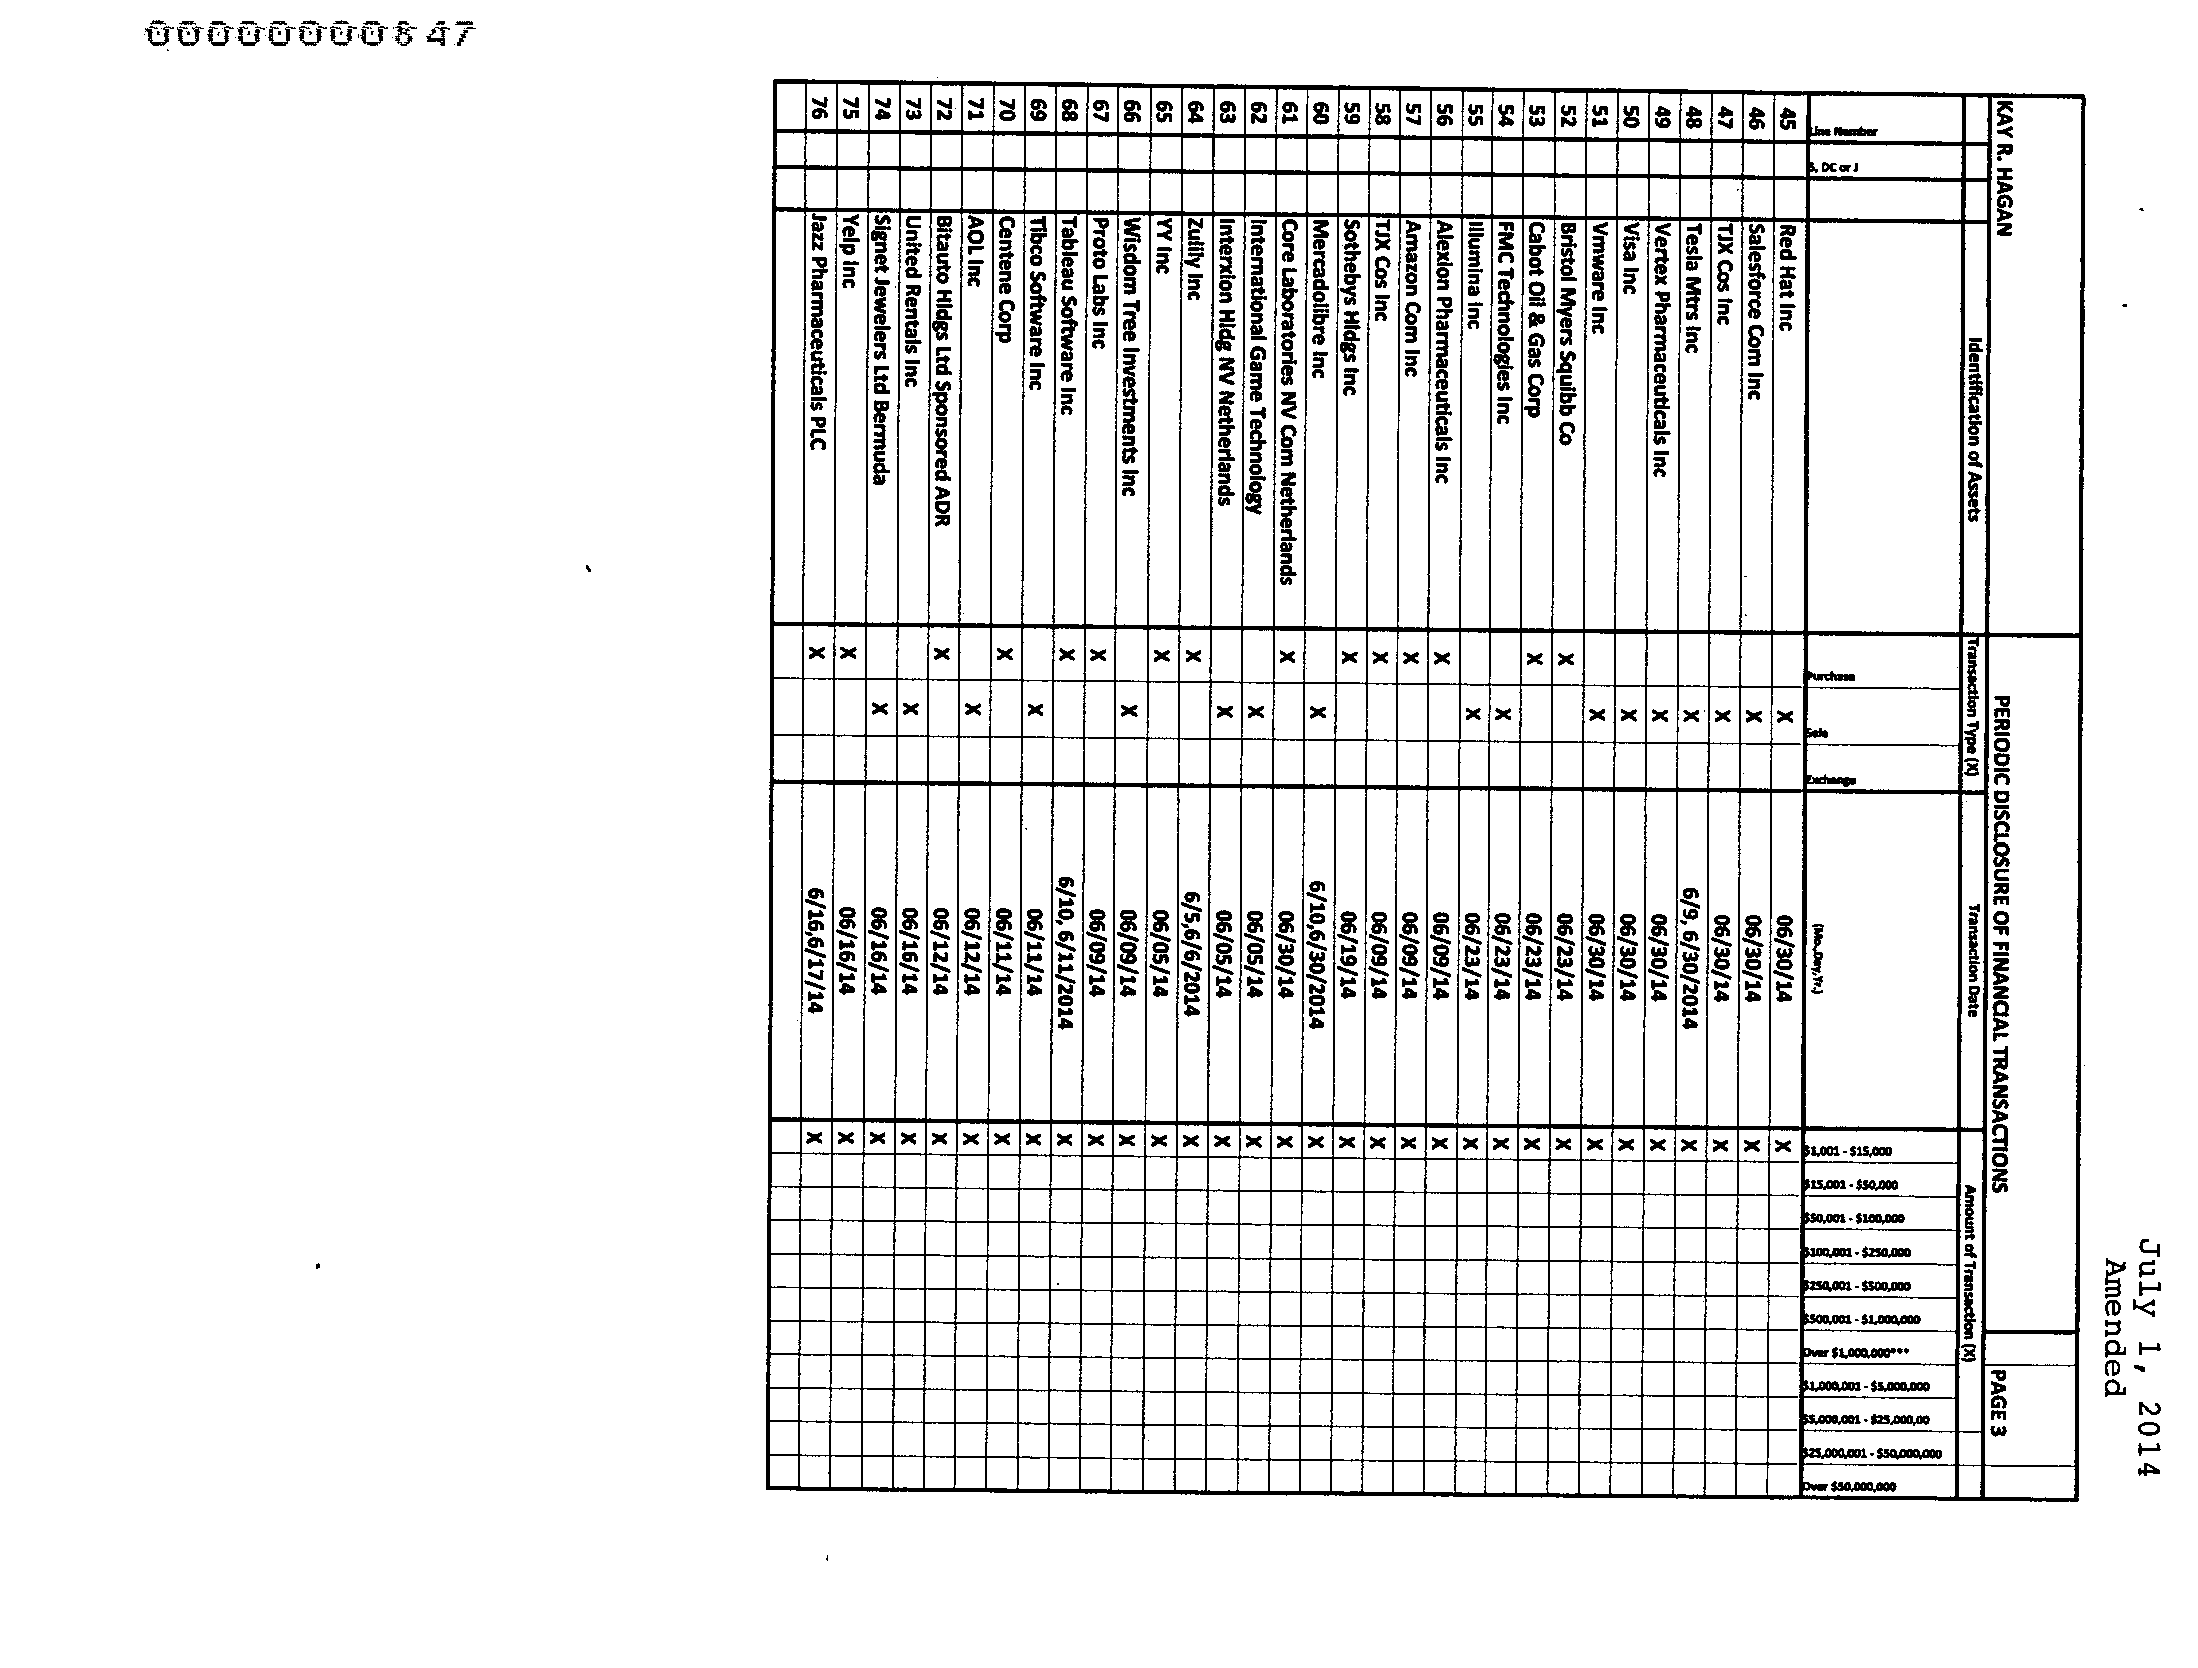 000000000847
July 1, 2014
Amended
KAY R. HAGAN PERIODIC DISCLOSURE OF FINANCIAL TRANSACTIONS PAGE 3
Identification of Assets Transaction Type (X) Transaction Date Amount of Transaction (X)
Line Number S, DC or J Purchase Sale Exchange (Mo.,Day,Yr.) $1,001 - $15,000 $15,001 - $50,000 $50,001 - $100,000 $100,001 - $250,000 $250,001 - $500,000 $500,001 - $1,000,000 Over $1,000,000*** $1,000,001 - $5,000,000 $5,000,001 - $25,000,00 $25,000,001 - $50,000,000 Over $50,000,000
45 Red Hat Inc X 06/30/14 X
46 Salesforce Com Inc X 06/30/14 X
47 TJX Cos Inc X 06/30/14 X
48 Tesla Mtrs Inc X 6/9, 6/30/2014 X
49 Vertex Pharmaceuticals Inc X 06/30/14 X
50 Visa Inc X 06/30/14 X
51 Vmware Inc X 06/30/14 X
52 Bristol Myers Squibb Co X 06/23/14 X
53 Cabot Oil & Gas Corp X 06/23/14 X
54 FMC Technologies Inc X 06/23/14 X
55 Illumina Inc X 06/23/14 X
56 Alexion Pharmaceuticals Inc X 06/09/14 X
57 Amazon Com Inc X 06/09/14 X
58 TJX Cos Inc X 06/09/14 X
59 Sothebys Hldgs Inc X 06/19/14 X
60 Mercadolibre Inc X 6/10,6/30/2014 X
61 Core Laboratories NV Com Netherlands X 06/30/14 X
62 International Game Technology X 06/05/14 X
63 Interxion Hldg NV Netherlands X 06/05/14 X
64 Zulily Inc X 6/5,6/6/2014 X
65 YY Inc X 06/05/14 X
66 Wisdom Tree Investments Inc X 06/09/14 X
67 Proto Labs Inc X 06/09/14 X
68 Tableau Software Inc X 6/10, 6/11/2014 X
69 Tibco Software Inc X 06/11/14 X
70 Centene Corp X 06/11/14 X
71 AOL Inc X 06/12/14 X
72 Bitauto Hldgs Ltd Sponsored ADR X 06/12/14 X
73 United Rentals Inc X 06/16/14 X
74 Signet Jewelers Ltd Bermuda X 06/16/14 X
75 Yelp Inc X 06/16/14 X
76 Jazz Pharmaceuticals PLC X 6/16,6/17/14 X